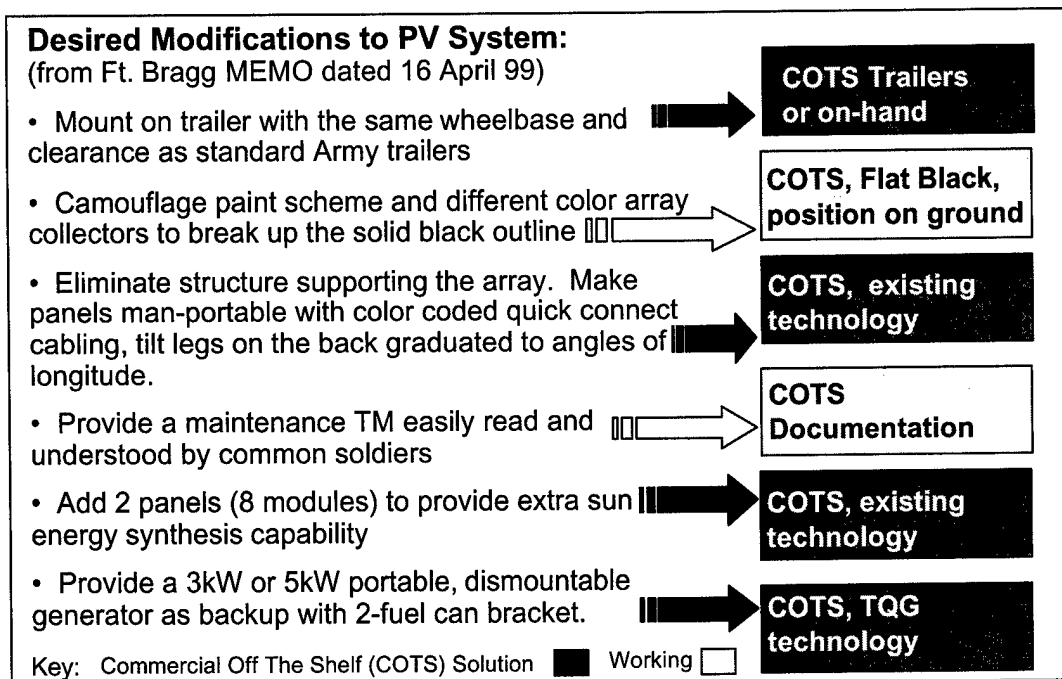 Desired Modifications to PV System:
(from Ft. Bragg MEMO dated 16 April 99)
• Mount on trailer with the same wheelbase and
clearance as standard Army trailers
COTS Trailers
or on-hand
• Camouflage paint scheme and different color array
collectors to break up the solid black outline
COTS, Flat Black,
position on ground
• Eliminate structure supporting the array. Make
panels man-portable with color coded quick connect
cabling, tilt legs on the back graduated to angles of
longitude.
COTS, existing
technology
• Provide a maintenance TM easily read and
understood by common soldiers
COTS
Documentation
• Add 2 panels (8 modules) to provide extra sun
energy synthesis capability
COTS, existing
technology
• Provide a 3kW or 5kW portable, dismountable
generator as backup with 2-fuel can bracket.
COTS, TQG
technology
Key: Commercial Off The Shelf (COTS) Solution Working